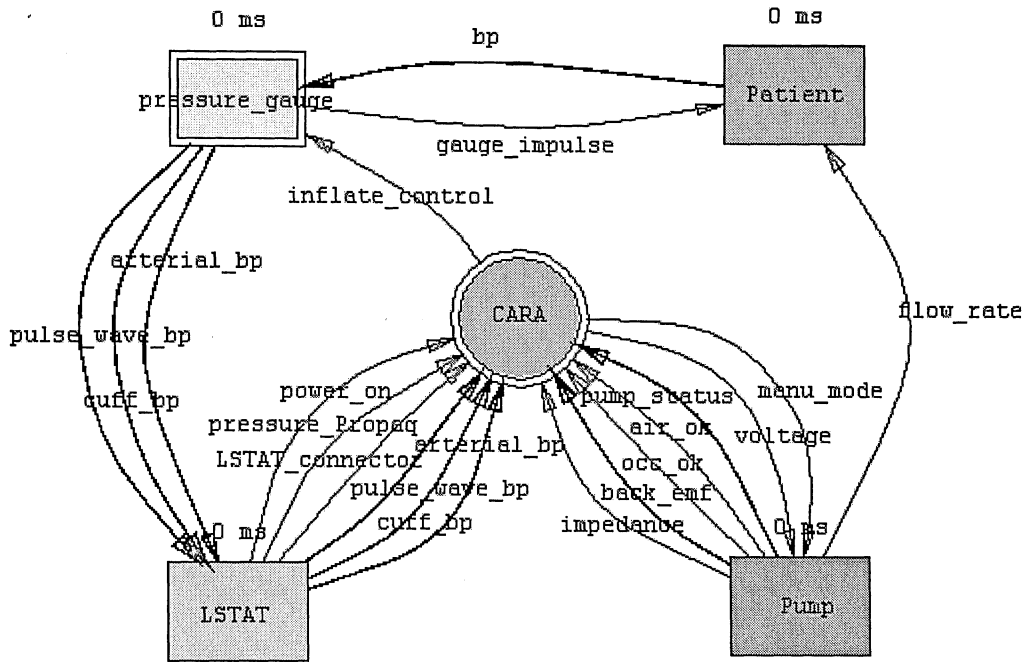 0 ms
0 ms
bp
pressure_gauge
Patient
gauge_impulse
inflate_control
arterial_bp
CARA
flow_rate
pulse_wave_bp
power_on
pump_status
menu_mode
cuff_bp
pressure_Propaq
air_ok
voltage
arterial_bp
LSTAT_connector
occ_ok
pulse_wave_bp
back_emf
cuff_bp
impedance
0 ms
0 ms
LSTAT
Pump